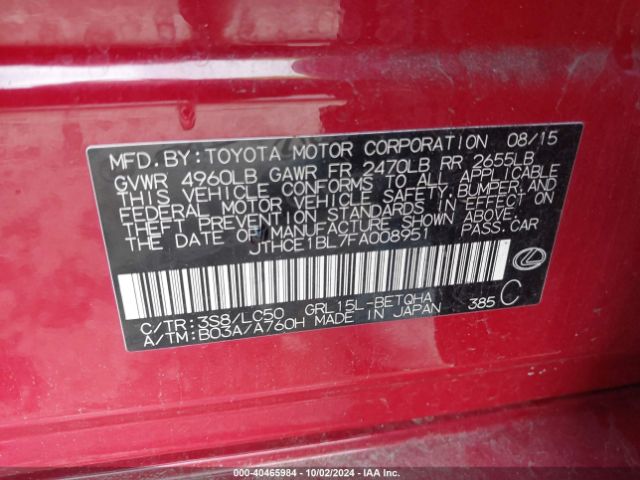 MFD. BY: TOYOTA MOTOR CORPORATION 08/15
GVWR 4960LB GAWR FR 2470LB RR 2655LB
THIS VEHICLE CONFORMS TO ALL APPLICABLE
FEDERAL MOTOR VEHICLE SAFETY, BUMPER, AND
THEFT PREVENTION STANDARDS IN EFFECT ON
THE DATE OF MANUFACTURE SHOWN ABOVE.
JTHCE1BL7FA008951 PASS.CAR
C/TR:3S8/LC50 GRL15L-BETQHA 385 C
A/TM:B03A/A760H MADE IN JAPAN
000-40465984 | 10/02/2024 | IAA Inc.